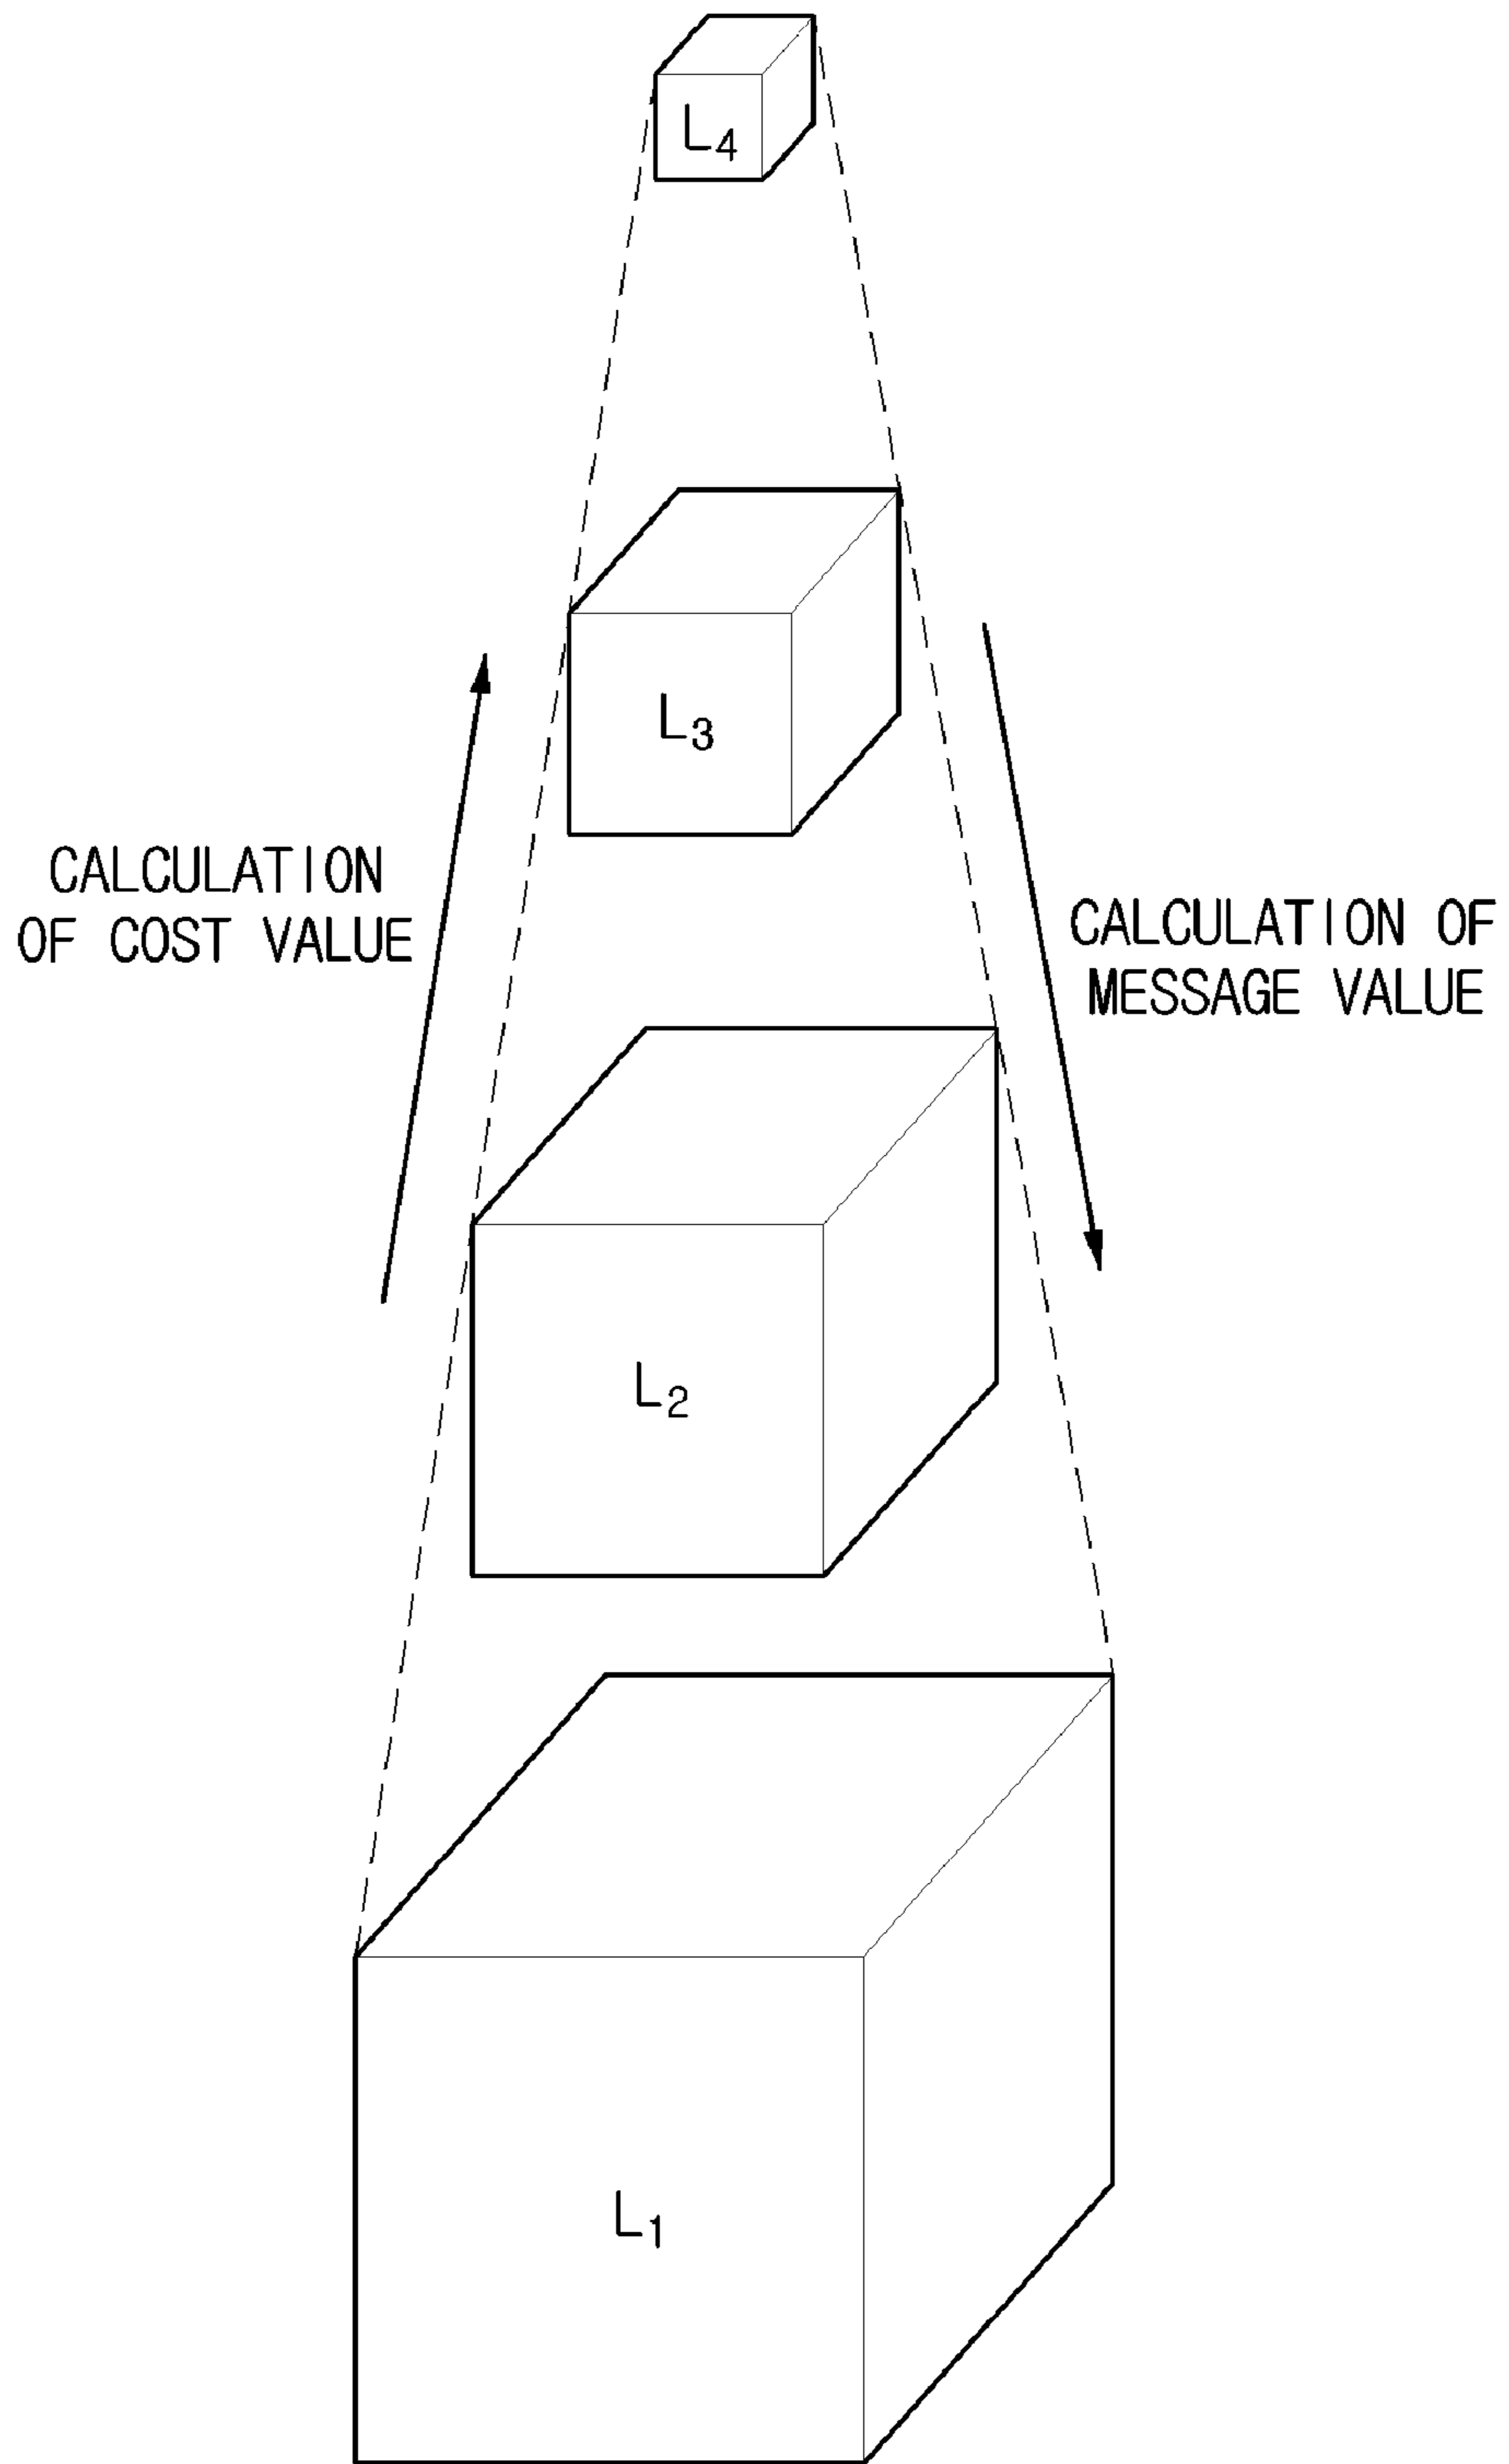 L4
L3
CALCULATION
OF COST VALUE
CALCULATION OF
MESSAGE VALUE
L2
L1